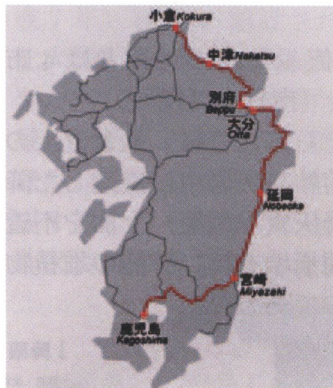 小倉 Kokura
中津 Nakatsu
別府
Beppu
大分
Oita
延岡
Nobeoka
宮崎
Miyazaki
鹿児島
Kagoshima